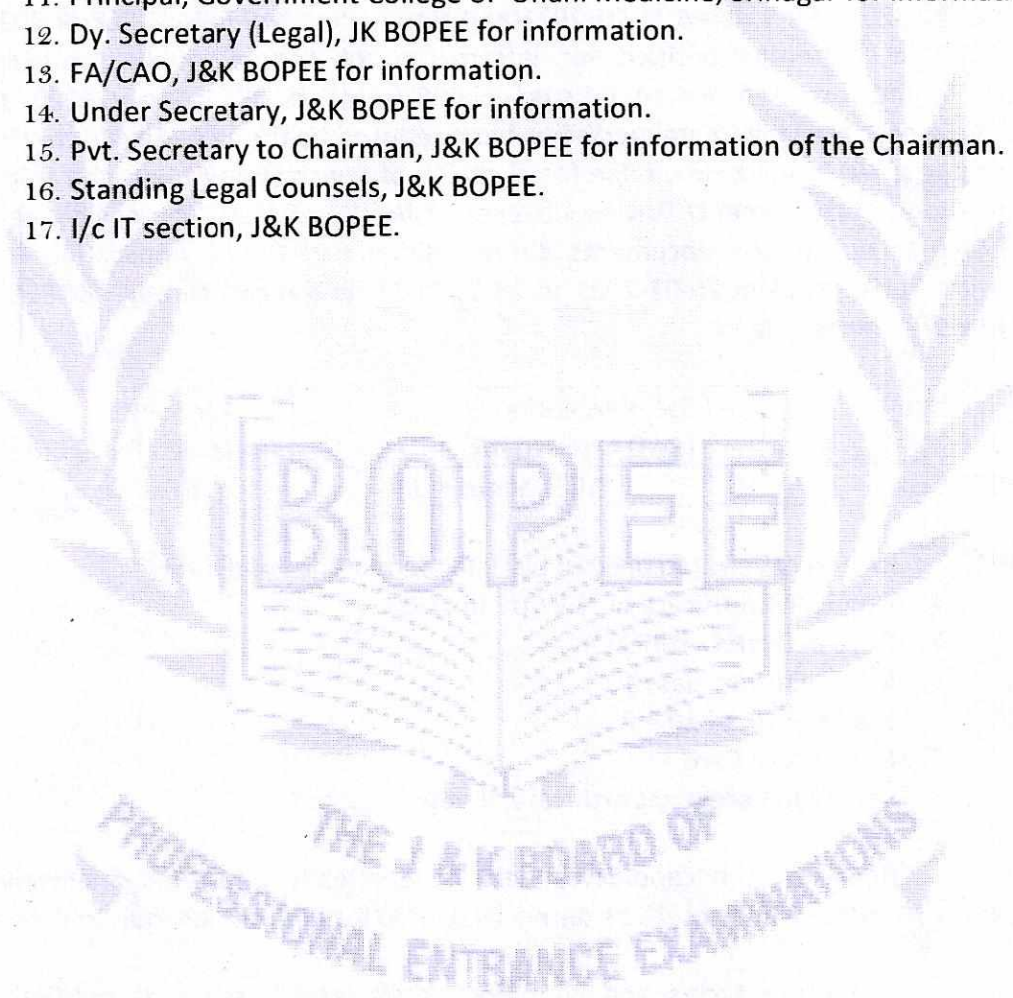 12. Dy. Secretary (Legal), JK BOPEE for information.
13. FA/CAO, J&K BOPEE for information.
14. Under Secretary, J&K BOPEE for information.
15. Pvt. Secretary to Chairman, J&K BOPEE for information of the Chairman.
16. Standing Legal Counsels, J&K BOPEE.
17. I/c IT section, J&K BOPEE.
BOPEE
THE J & K BOARD OF
PROFESSIONAL ENTRANCE EXAMINATIONS